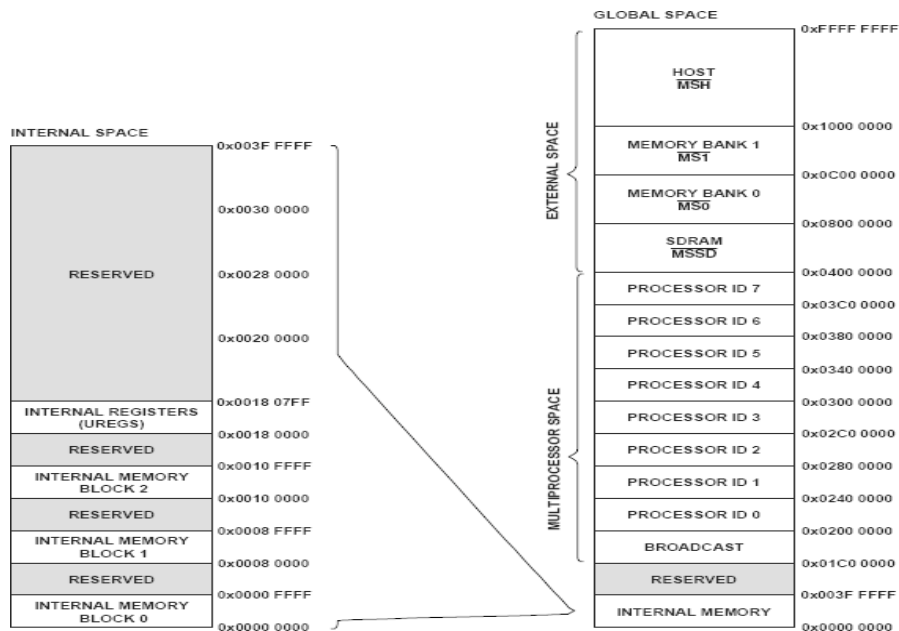 GLOBAL SPACE
0xFFFF FFFF
HOST
MSH
0x1000 0000
MEMORY BANK 1
MS1
0x0C00 0000
MEMORY BANK 0
MS0
0x0800 0000
SDRAM
MSSD
0x0400 0000
PROCESSOR ID 7
0x03C0 0000
PROCESSOR ID 6
0x0380 0000
PROCESSOR ID 5
0x0340 0000
PROCESSOR ID 4
0x0300 0000
PROCESSOR ID 3
0x02C0 0000
PROCESSOR ID 2
0x0280 0000
PROCESSOR ID 1
0x0240 0000
PROCESSOR ID 0
0x0200 0000
BROADCAST
0x01C0 0000
RESERVED
0x003F FFFF
INTERNAL MEMORY
0x0000 0000
EXTERNAL SPACE
MULTIPROCESSOR SPACE
INTERNAL SPACE
0x003F FFFF
0x0030 0000
RESERVED
0x0028 0000
0x0020 0000
0x0018 07FF
INTERNAL REGISTERS
(UREGS)
0x0018 0000
RESERVED
0x0010 FFFF
INTERNAL MEMORY
BLOCK 2
0x0010 0000
RESERVED
0x0008 FFFF
INTERNAL MEMORY
BLOCK 1
0x0008 0000
RESERVED
0x0000 FFFF
INTERNAL MEMORY
BLOCK 0
0x0000 0000